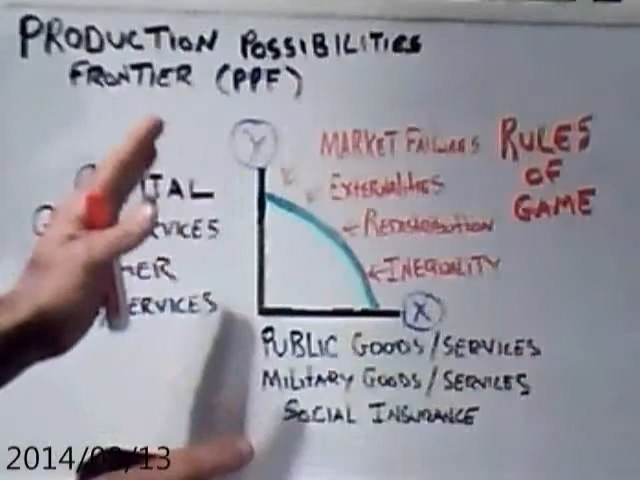 PRODUCTION POSSIBILITIES
FRONTIER (PPF)
Y
MARKET FAILURES
RULES
OF
GAME
EXTERNALITIES
REDISTRIBUTION
INEQUALITY
SERVICES
X
PUBLIC GOODS/SERVICES
MILITARY GOODS/SERVICES
SOCIAL INSURANCE